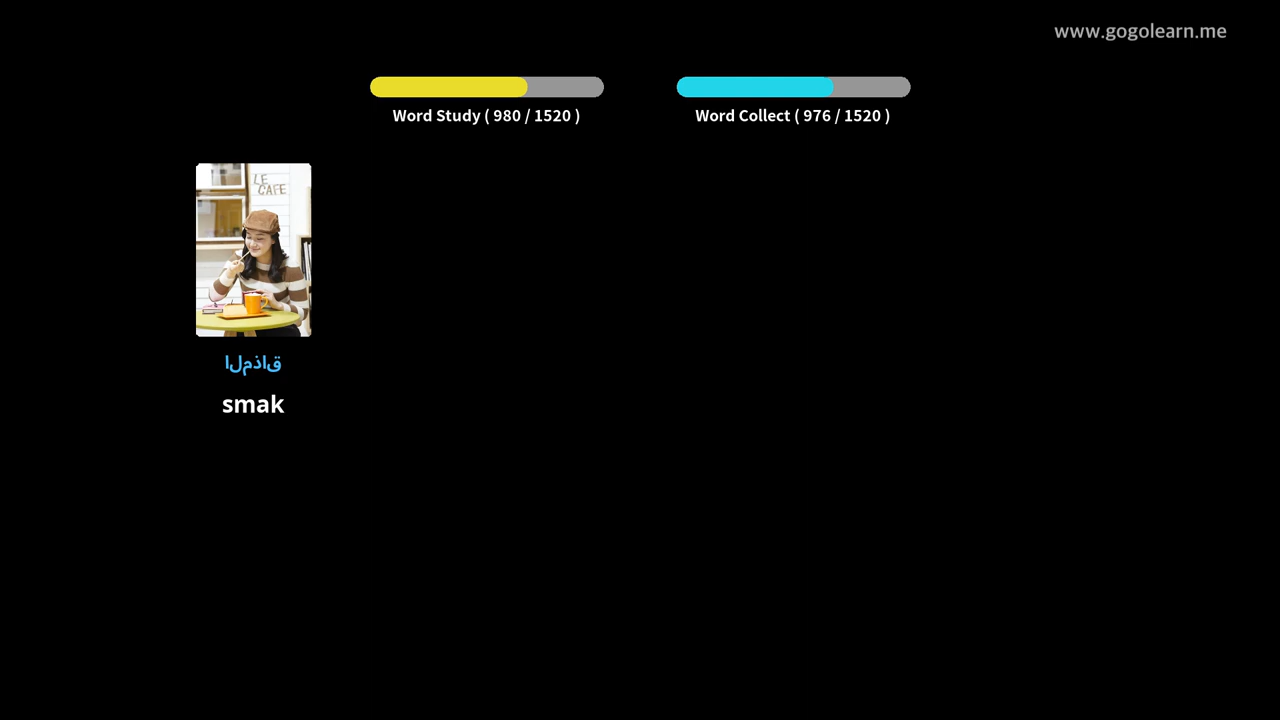 www.gogolearn.me
Word Study ( 980 / 1520 )
Word Collect ( 976 / 1520 )
LE
CAFE
المذاق
smak